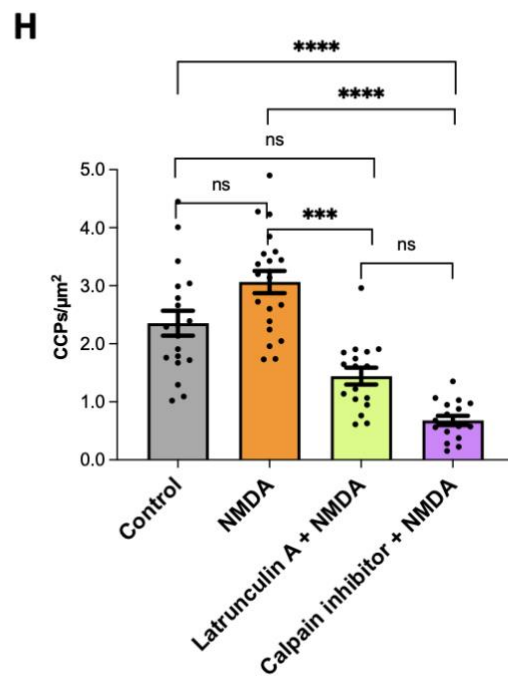 H
****
****
ns
ns
***
ns
CCPs/µm²
5.0
4.0
3.0
2.0
1.0
0.0
Control
NMDA
Latrunculin A + NMDA
Calpain inhibitor + NMDA